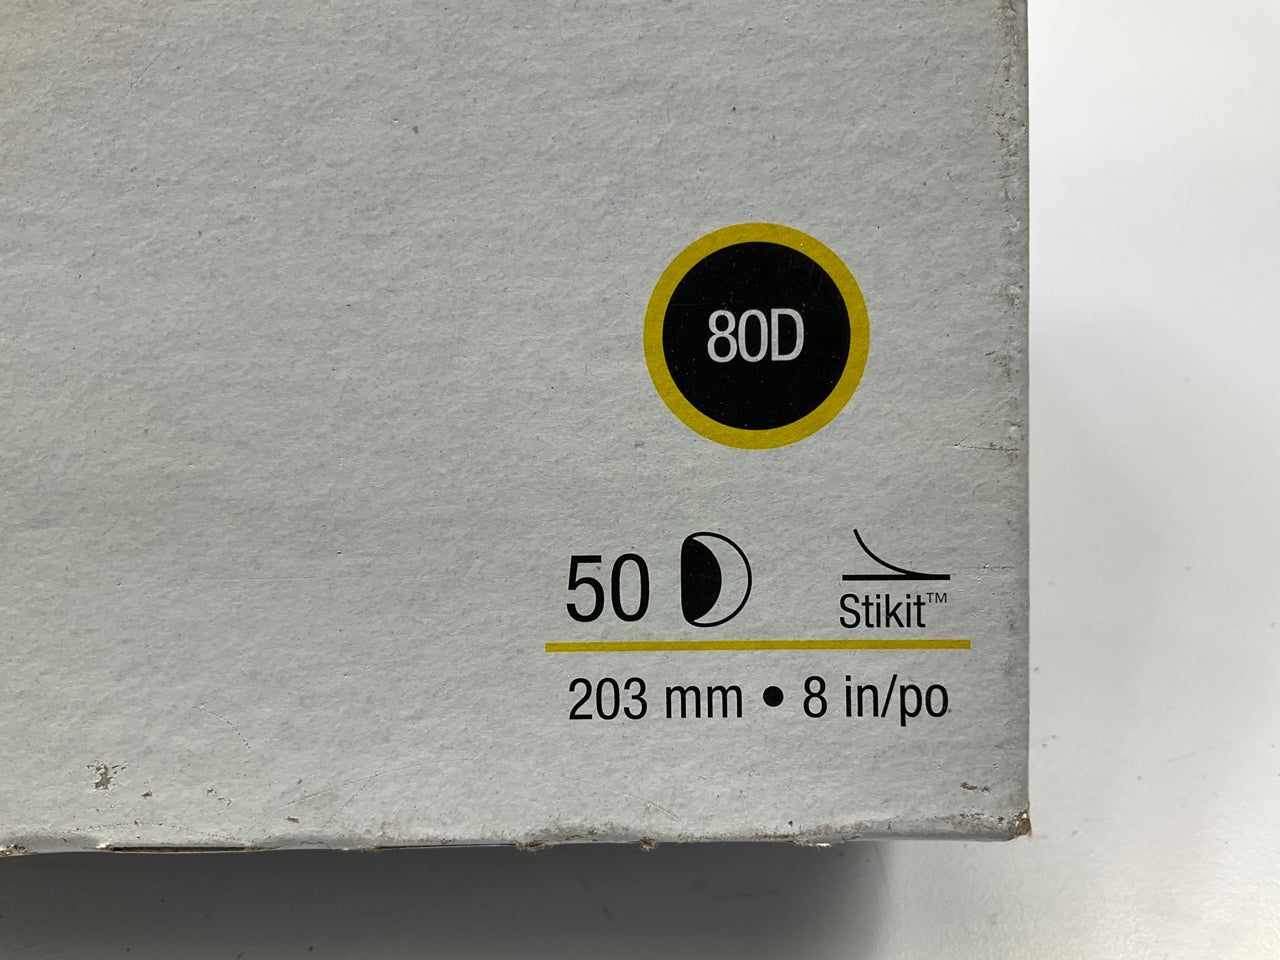 80D
50
Stikit™
203 mm • 8 in/po